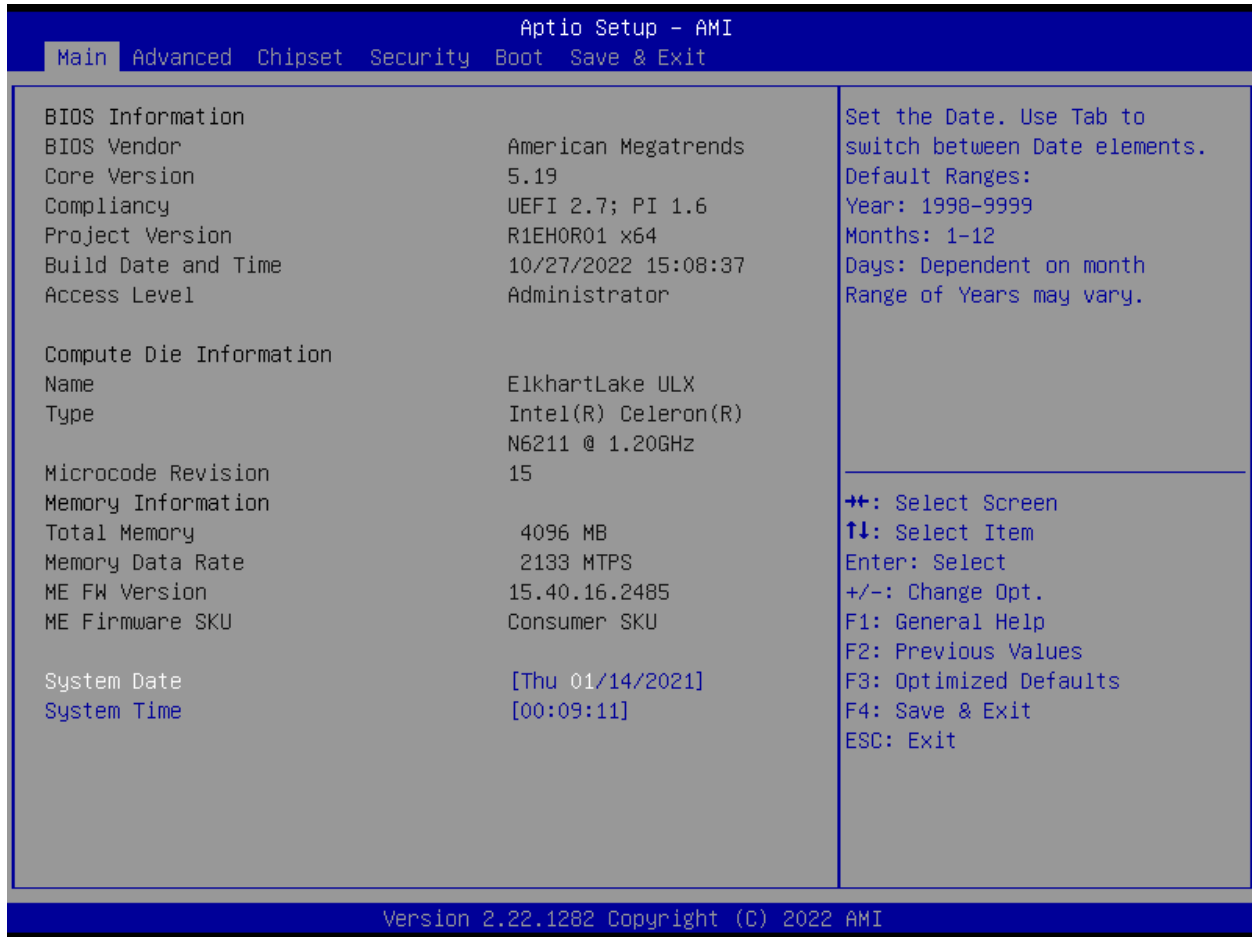 Aptio Setup – AMI
Main Advanced Chipset Security Boot Save & Exit
BIOS Information
BIOS Vendor American Megatrends
Core Version 5.19
Compliancy UEFI 2.7; PI 1.6
Project Version R1EH0R01 x64
Build Date and Time 10/27/2022 15:08:37
Access Level Administrator
Compute Die Information
Name ElkhartLake ULX
Type Intel(R) Celeron(R)
N6211 @ 1.20GHz
Microcode Revision 15
Memory Information
Total Memory 4096 MB
Memory Data Rate 2133 MTPS
ME FW Version 15.40.16.2485
ME Firmware SKU Consumer SKU
System Date [Thu 01/14/2021]
System Time [00:09:11]
Set the Date. Use Tab to
switch between Date elements.
Default Ranges:
Year: 1998-9999
Months: 1-12
Days: Dependent on month
Range of Years may vary.
→←: Select Screen
↑↓: Select Item
Enter: Select
+/-: Change Opt.
F1: General Help
F2: Previous Values
F3: Optimized Defaults
F4: Save & Exit
ESC: Exit
Version 2.22.1282 Copyright (C) 2022 AMI